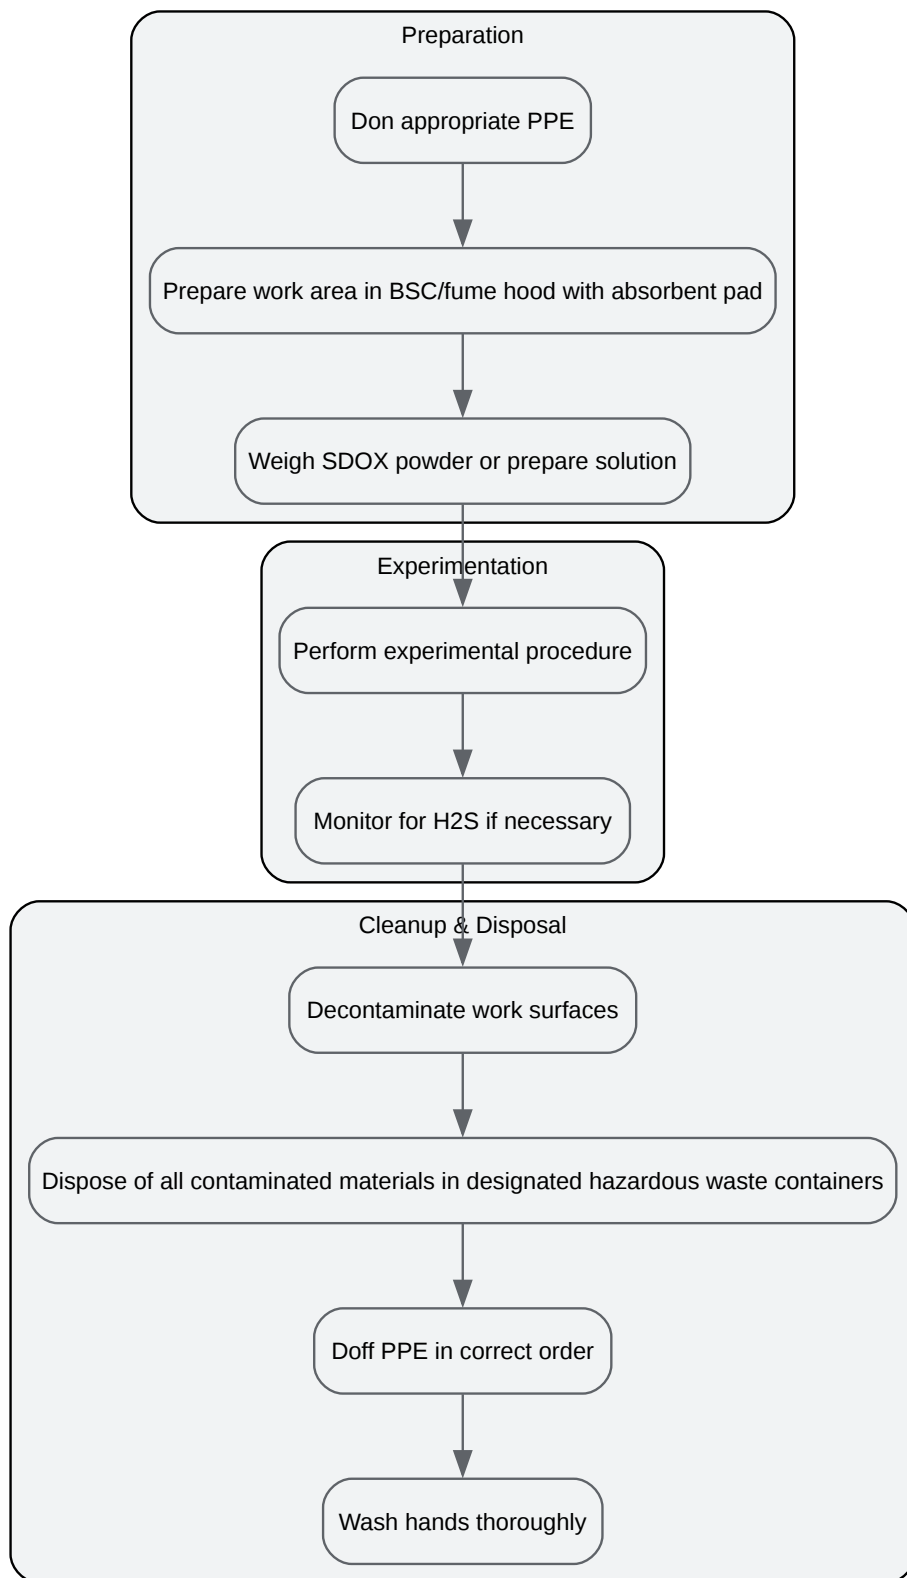 Preparation
Don appropriate PPE
Prepare work area in BSC/fume hood with absorbent pad
Weigh SDOX powder or prepare solution
Experimentation
Perform experimental procedure
Monitor for H2S if necessary
Cleanup & Disposal
Decontaminate work surfaces
Dispose of all contaminated materials in designated hazardous waste containers
Doff PPE in correct order
Wash hands thoroughly